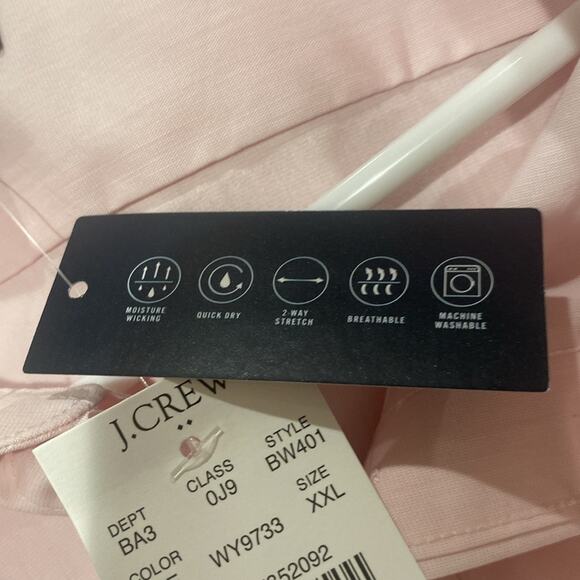 MOISTURE
WICKING
QUICK DRY
2-WAY
STRETCH
BREATHABLE
MACHINE
WASHABLE
J.CREW
DEPT CLASS STYLE
BA3 0J9 BW401
COLOR SIZE
WY9733 XXL
52092